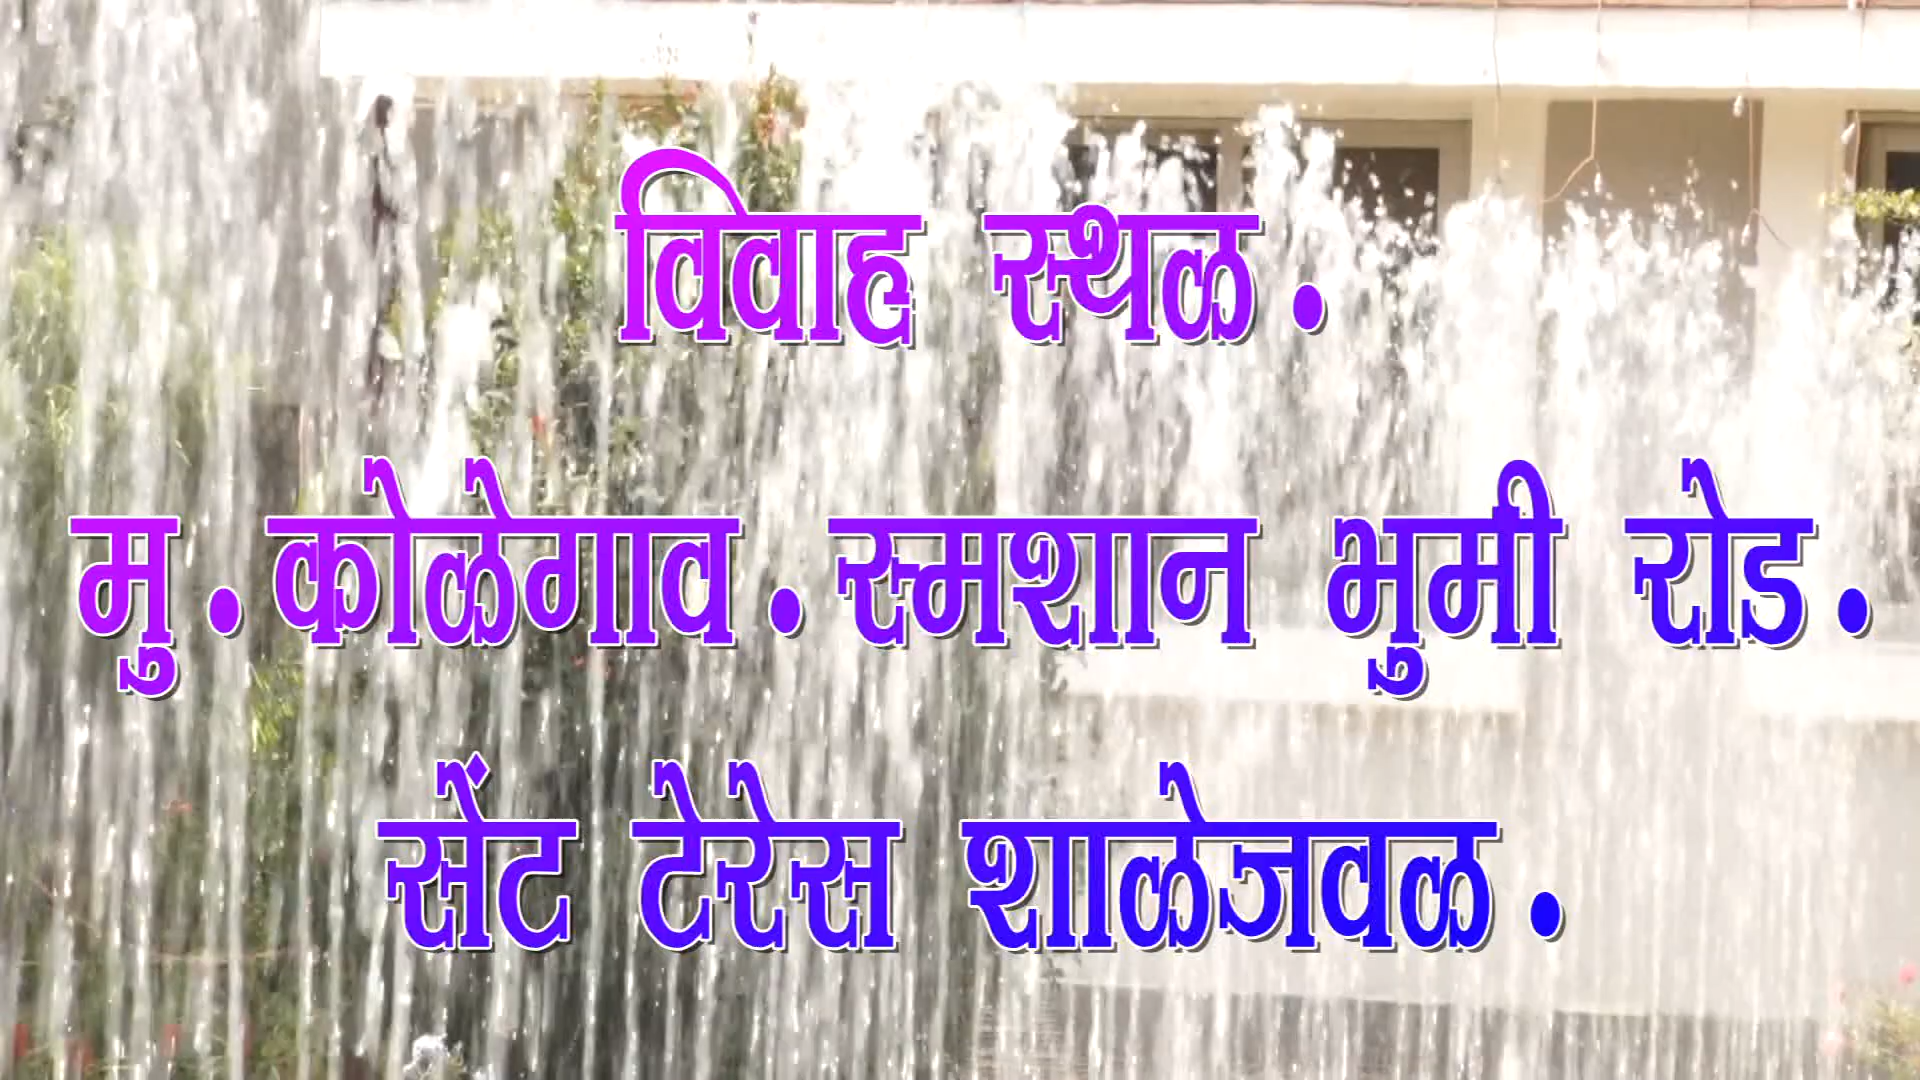 विवाह स्थळ.
मु.कोळेगाव.स्मशान भुमी रोड.
सेंट टेरेस शाळेजवळ.